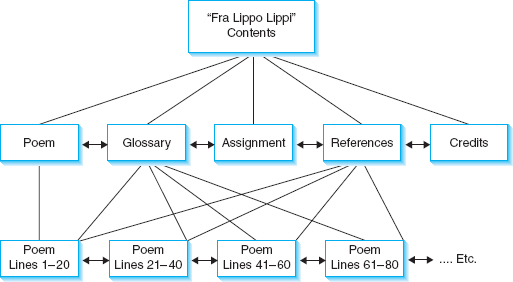 “Fra Lippo Lippi”
Contents
Poem
Glossary
Assignment
References
Credits
Poem
Lines 1–20
Poem
Lines 21–40
Poem
Lines 41–60
Poem
Lines 61–80
.... Etc.